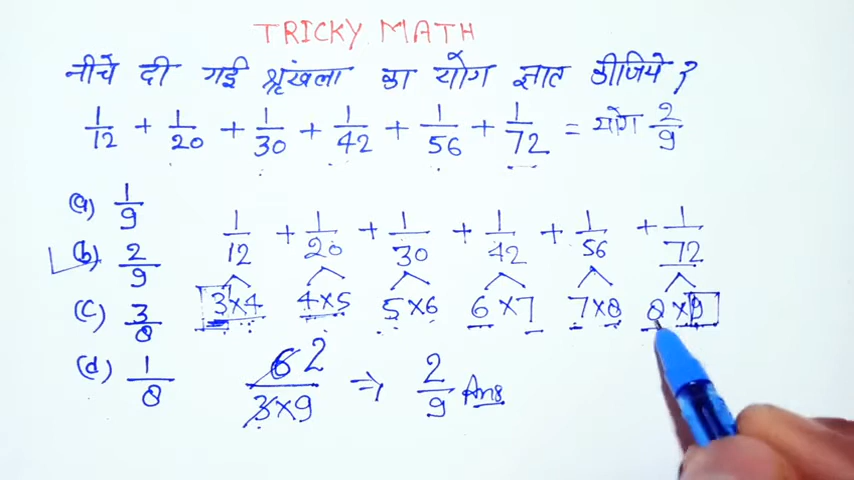 TRICKY MATH
नीचे दी गई श्रृंखला का योग ज्ञात कीजिये ?
1/12 + 1/20 + 1/30 + 1/42 + 1/56 + 1/72 = योग 2/9
(a) 1/9
(b) 2/9
(c) 3/8
(d) 1/8
1/12 + 1/20 + 1/30 + 1/42 + 1/56 + 1/72
3×4 4×5 5×6 6×7 7×8 8×9
6 2
3×9 ⇒ 2/9 Ans